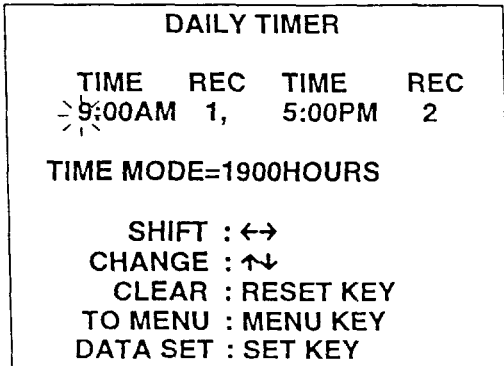 DAILY TIMER
TIME REC TIME REC
9:00AM 1, 5:00PM 2
TIME MODE=1900HOURS
SHIFT : ↔
CHANGE : ↑↓
CLEAR : RESET KEY
TO MENU : MENU KEY
DATA SET : SET KEY